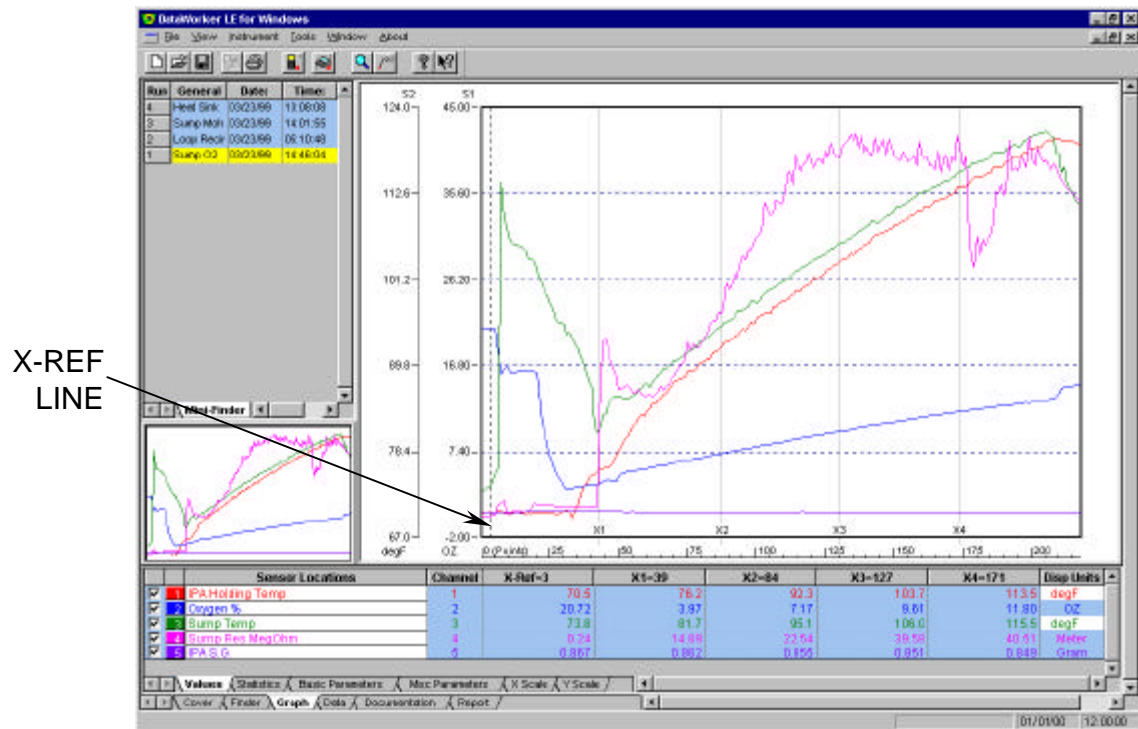 DataWorker LE for Windows
File View Instrument Tools Window About
Run General Date: Time:
4 Heat Sink 03/23/99 13:08:08
3 Sump Moh 03/23/99 14:01:55
2 Loop Recir 03/23/99 05:10:48
1 Sump O2 03/23/99 14:46:04
Mini-Finder
S2 S1
124.0 45.00
112.6 35.60
101.2 26.20
89.8 16.80
78.4 7.40
67.0 -2.00
degF OZ
X1 X2 X3 X4
0 (Points) 25 50 75 100 125 150 175 200
X-REF
LINE
Sensor Locations Channel X-Ref=3 X1=39 X2=84 X3=127 X4=171 Disp Units
1 IPA Holding Temp 1 70.5 76.2 92.3 103.7 113.5 degF
2 Oxygen % 2 20.72 3.97 7.17 9.61 11.80 OZ
3 Sump Temp 3 73.8 81.7 95.1 106.0 115.5 degF
4 Sump Res MegOhm 4 0.24 14.89 22.54 39.58 40.51 Meter
5 IPA S.G 5 0.867 0.862 0.855 0.851 0.849 Gram
Values Statistics Basic Parameters Misc Parameters X Scale Y Scale
Cover Finder Graph Data Documentation Report
01/01/00 12:00:00